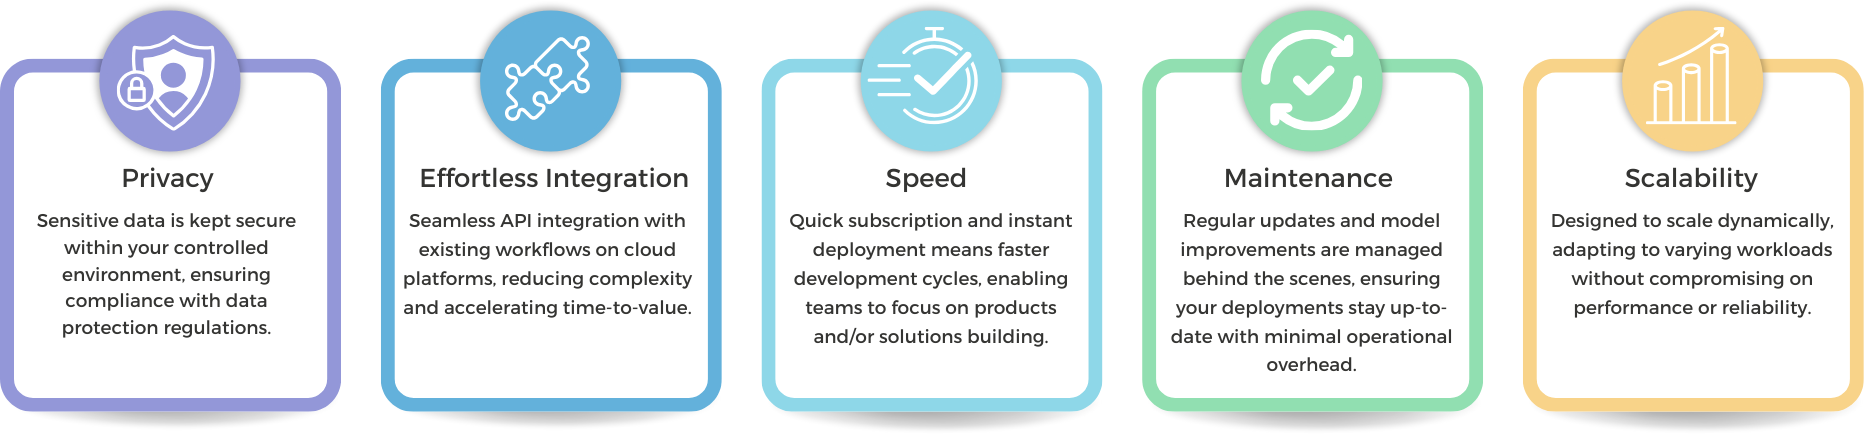 Privacy
Sensitive data is kept secure
within your controlled
environment, ensuring
compliance with data
protection regulations.
Effortless Integration
Seamless API integration with
existing workflows on cloud
platforms, reducing complexity
and accelerating time-to-value.
Speed
Quick subscription and instant
deployment means faster
development cycles, enabling
teams to focus on products
and/or solutions building.
Maintenance
Regular updates and model
improvements are managed
behind the scenes, ensuring
your deployments stay up-to-
date with minimal operational
overhead.
Scalability
Designed to scale dynamically,
adapting to varying workloads
without compromising on
performance or reliability.